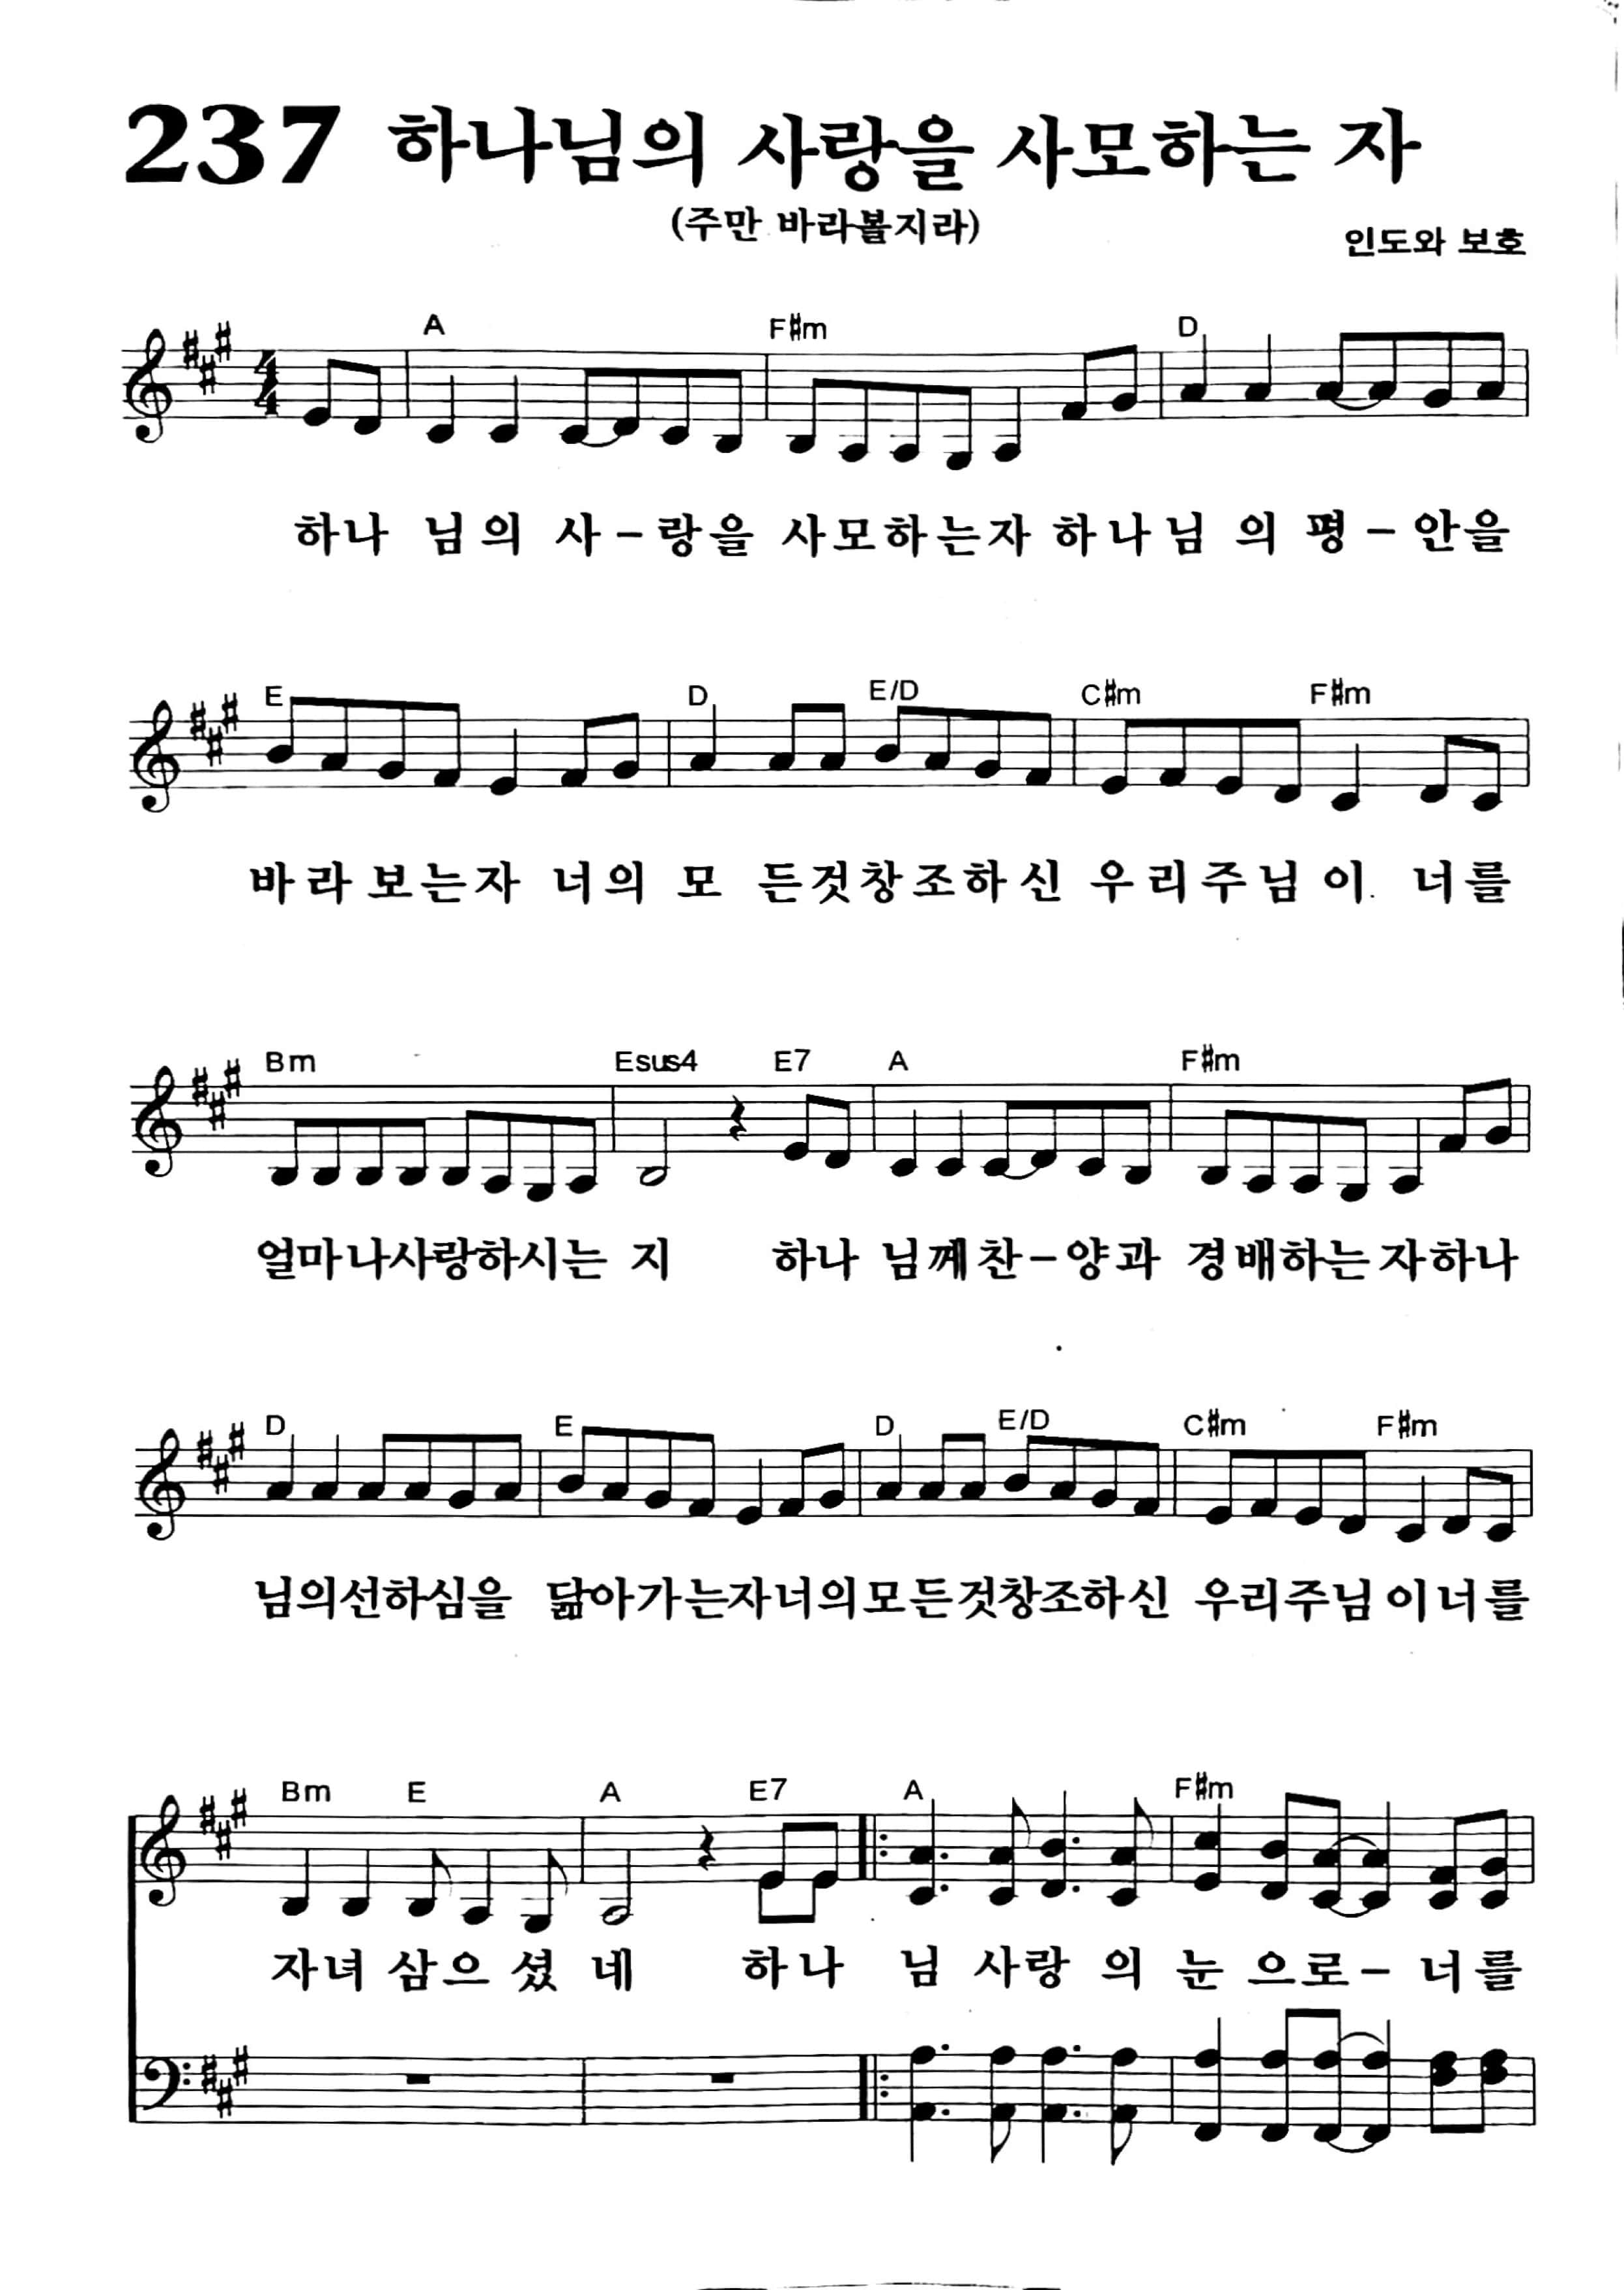 237 하나님의 사랑을 사모하는 자
(주만 바라볼지라)
인도와 보호
A F#m D
4/4
하나 님의 사-랑을 사모하는자 하나님 의 평-안을
E D E/D C#m F#m
바라보는자 너의 모 든것창조하신 우리주님이. 너를
Bm Esus4 E7 A F#m
얼마나사랑하시는 지 하나 님께찬-양과 경배하는자하나
D E D E/D C#m F#m
님의선하심을 닮아가는자너의모든것창조하신 우리주님이너를
Bm E A E7 A F#m
자녀 삼으셨 네 하나 님 사랑 의 눈 으로- 너를